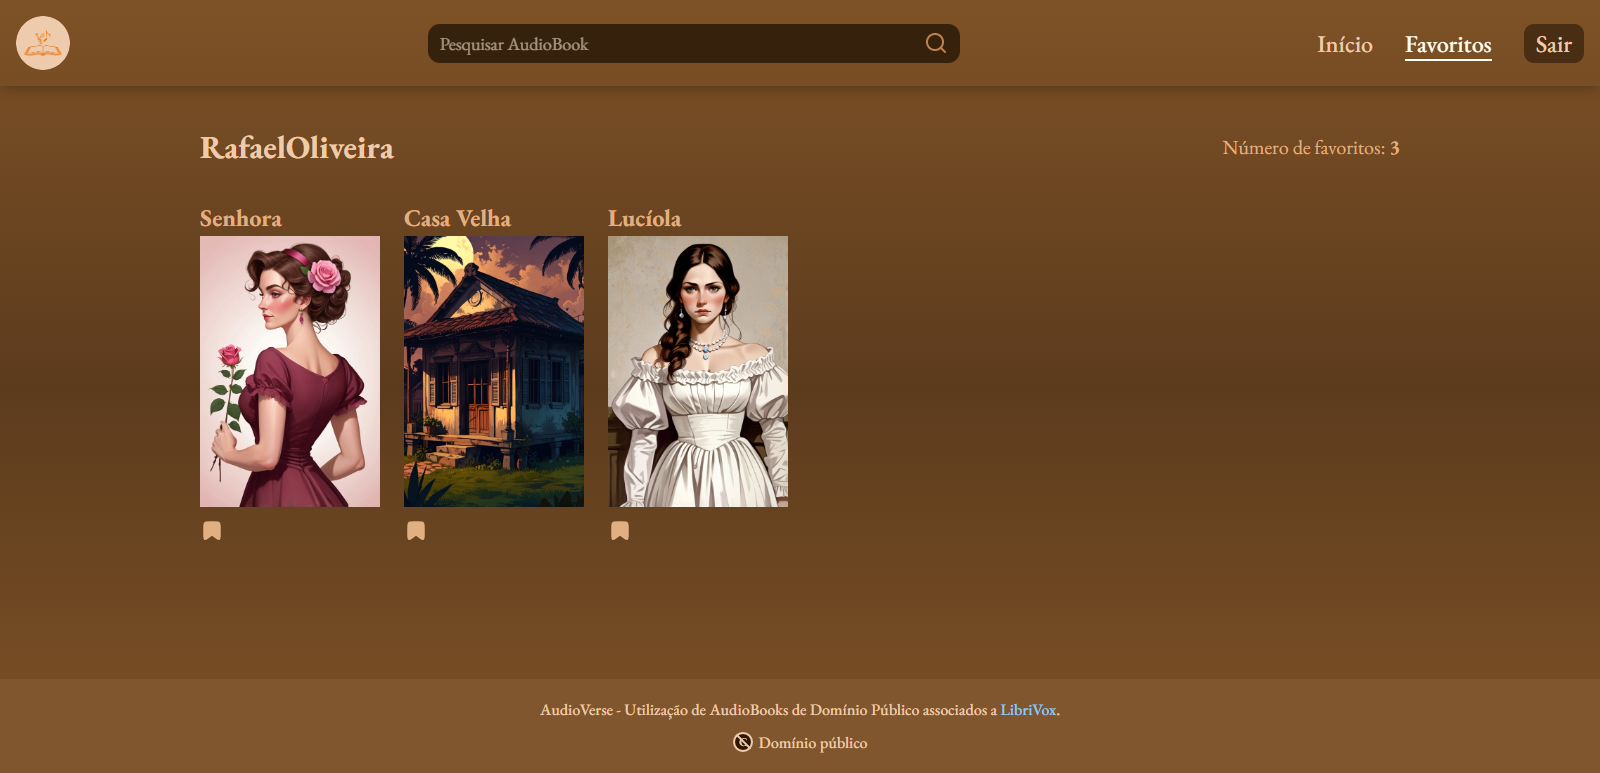 Pesquisar AudioBook
Início
Favoritos
Sair
RafaelOliveira
Número de favoritos: 3
Senhora
Casa Velha
Lucíola
AudioVerse - Utilização de AudioBooks de Domínio Público associados a LibriVox.
Domínio público